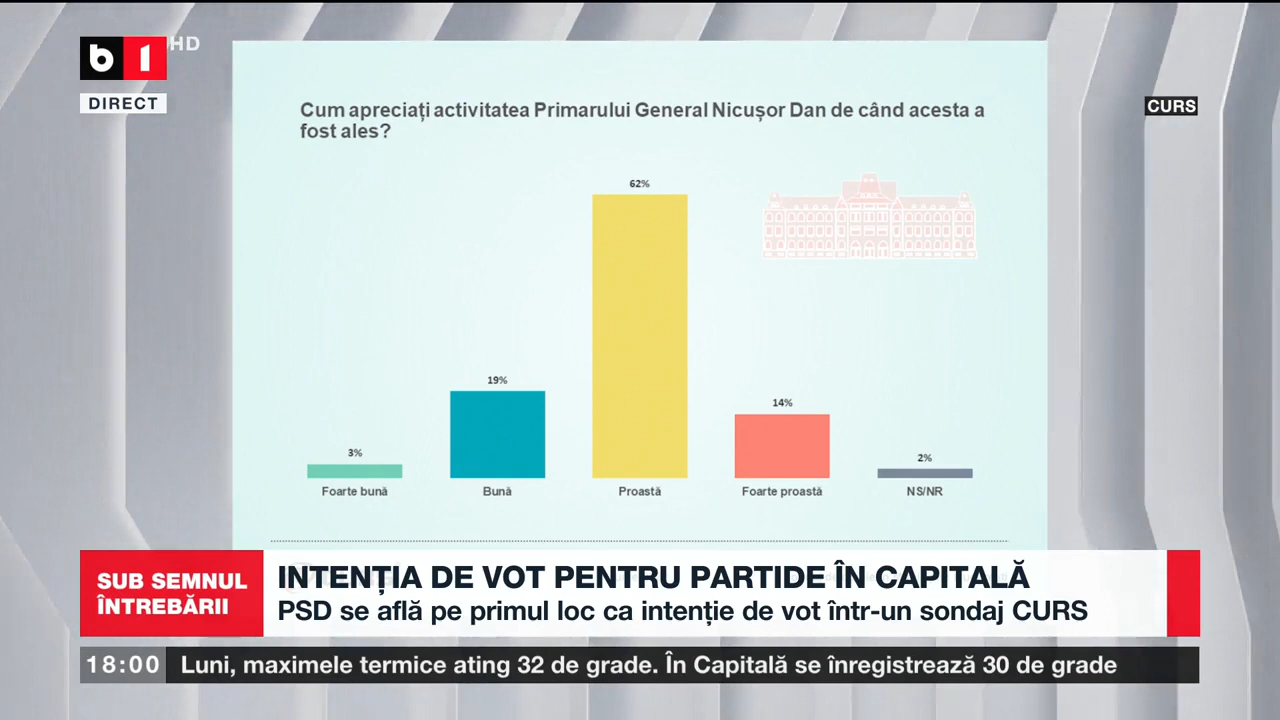 b1
HD
DIRECT
CURS
Cum apreciați activitatea Primarului General Nicușor Dan de când acesta a
fost ales?
62%
19%
14%
3%
2%
Foarte bună
Bună
Proastă
Foarte proastă
NS/NR
SUB SEMNUL
ÎNTREBĂRII
INTENȚIA DE VOT PENTRU PARTIDE ÎN CAPITALĂ
PSD se află pe primul loc ca intenție de vot într-un sondaj CURS
18:00 Luni, maximele termice ating 32 de grade. În Capitală se înregistrează 30 de grade